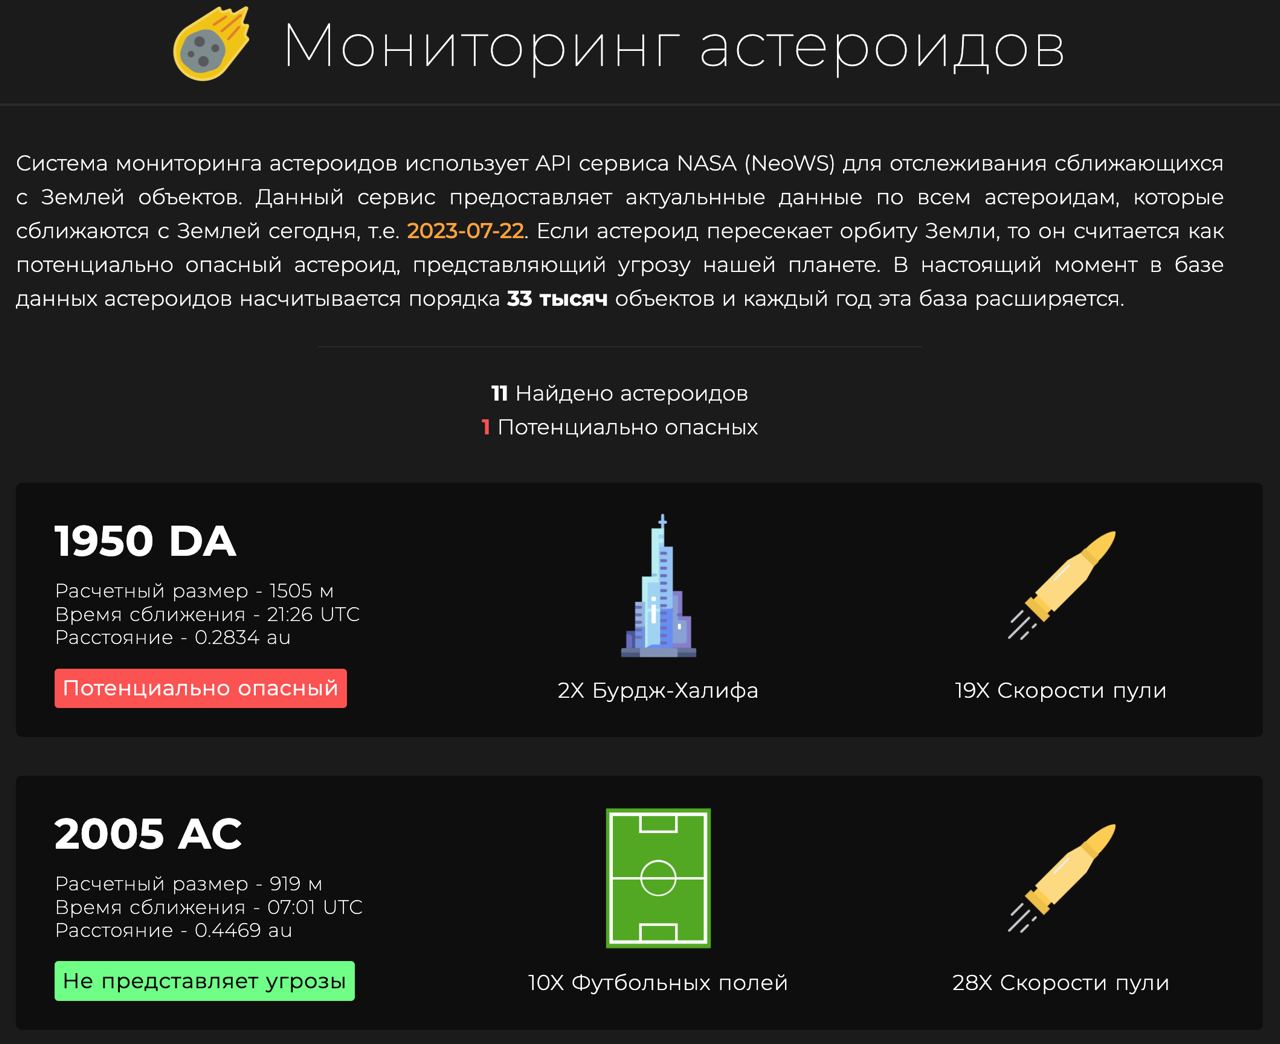 Мониторинг астероидов
Система мониторинга астероидов использует API сервиса NASA (NeoWS) для отслеживания сближающихся
с Землей объектов. Данный сервис предоставляет актуальнные данные по всем астероидам, которые
сближаются с Землей сегодня, т.е. 2023-07-22. Если астероид пересекает орбиту Земли, то он считается как
потенциально опасный астероид, представляющий угрозу нашей планете. В настоящий момент в базе
данных астероидов насчитывается порядка 33 тысяч объектов и каждый год эта база расширяется.
11 Найдено астероидов
1 Потенциально опасных
1950 DA
Расчетный размер - 1505 м
Время сближения - 21:26 UTC
Расстояние - 0.2834 au
Потенциально опасный
2X Бурдж-Халифа
19X Скорости пули
2005 AC
Расчетный размер - 919 м
Время сближения - 07:01 UTC
Расстояние - 0.4469 au
Не представляет угрозы
10X Футбольных полей
28X Скорости пули